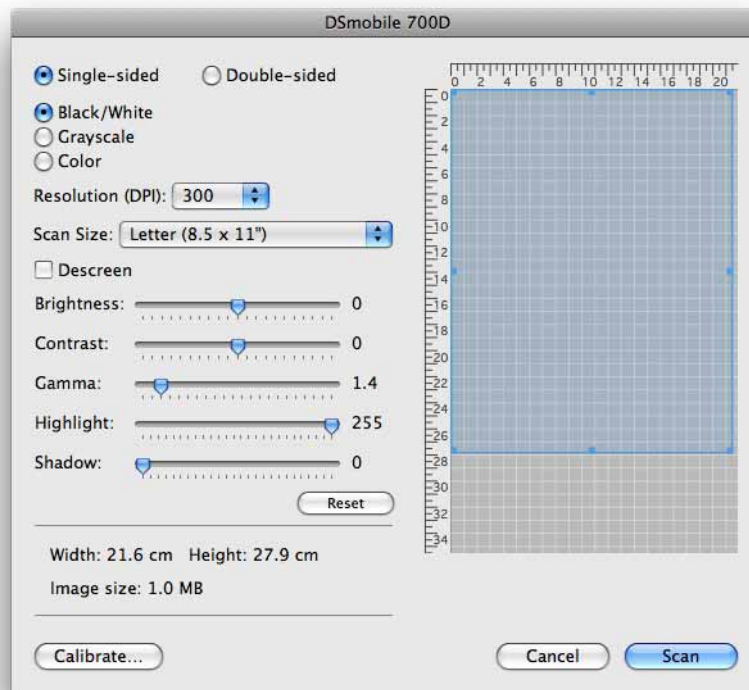 DSmobile 700D
Single-sided Double-sided
Black/White
Grayscale
Color
Resolution (DPI): 300
Scan Size: Letter (8.5 x 11")
Descreen
Brightness: 0
Contrast: 0
Gamma: 1.4
Highlight: 255
Shadow: 0
Reset
Width: 21.6 cm Height: 27.9 cm
Image size: 1.0 MB
Calibrate...
0 2 4 6 8 10 12 14 16 18 20
0
2
4
6
8
10
12
14
16
18
20
22
24
26
28
30
32
34
Cancel Scan